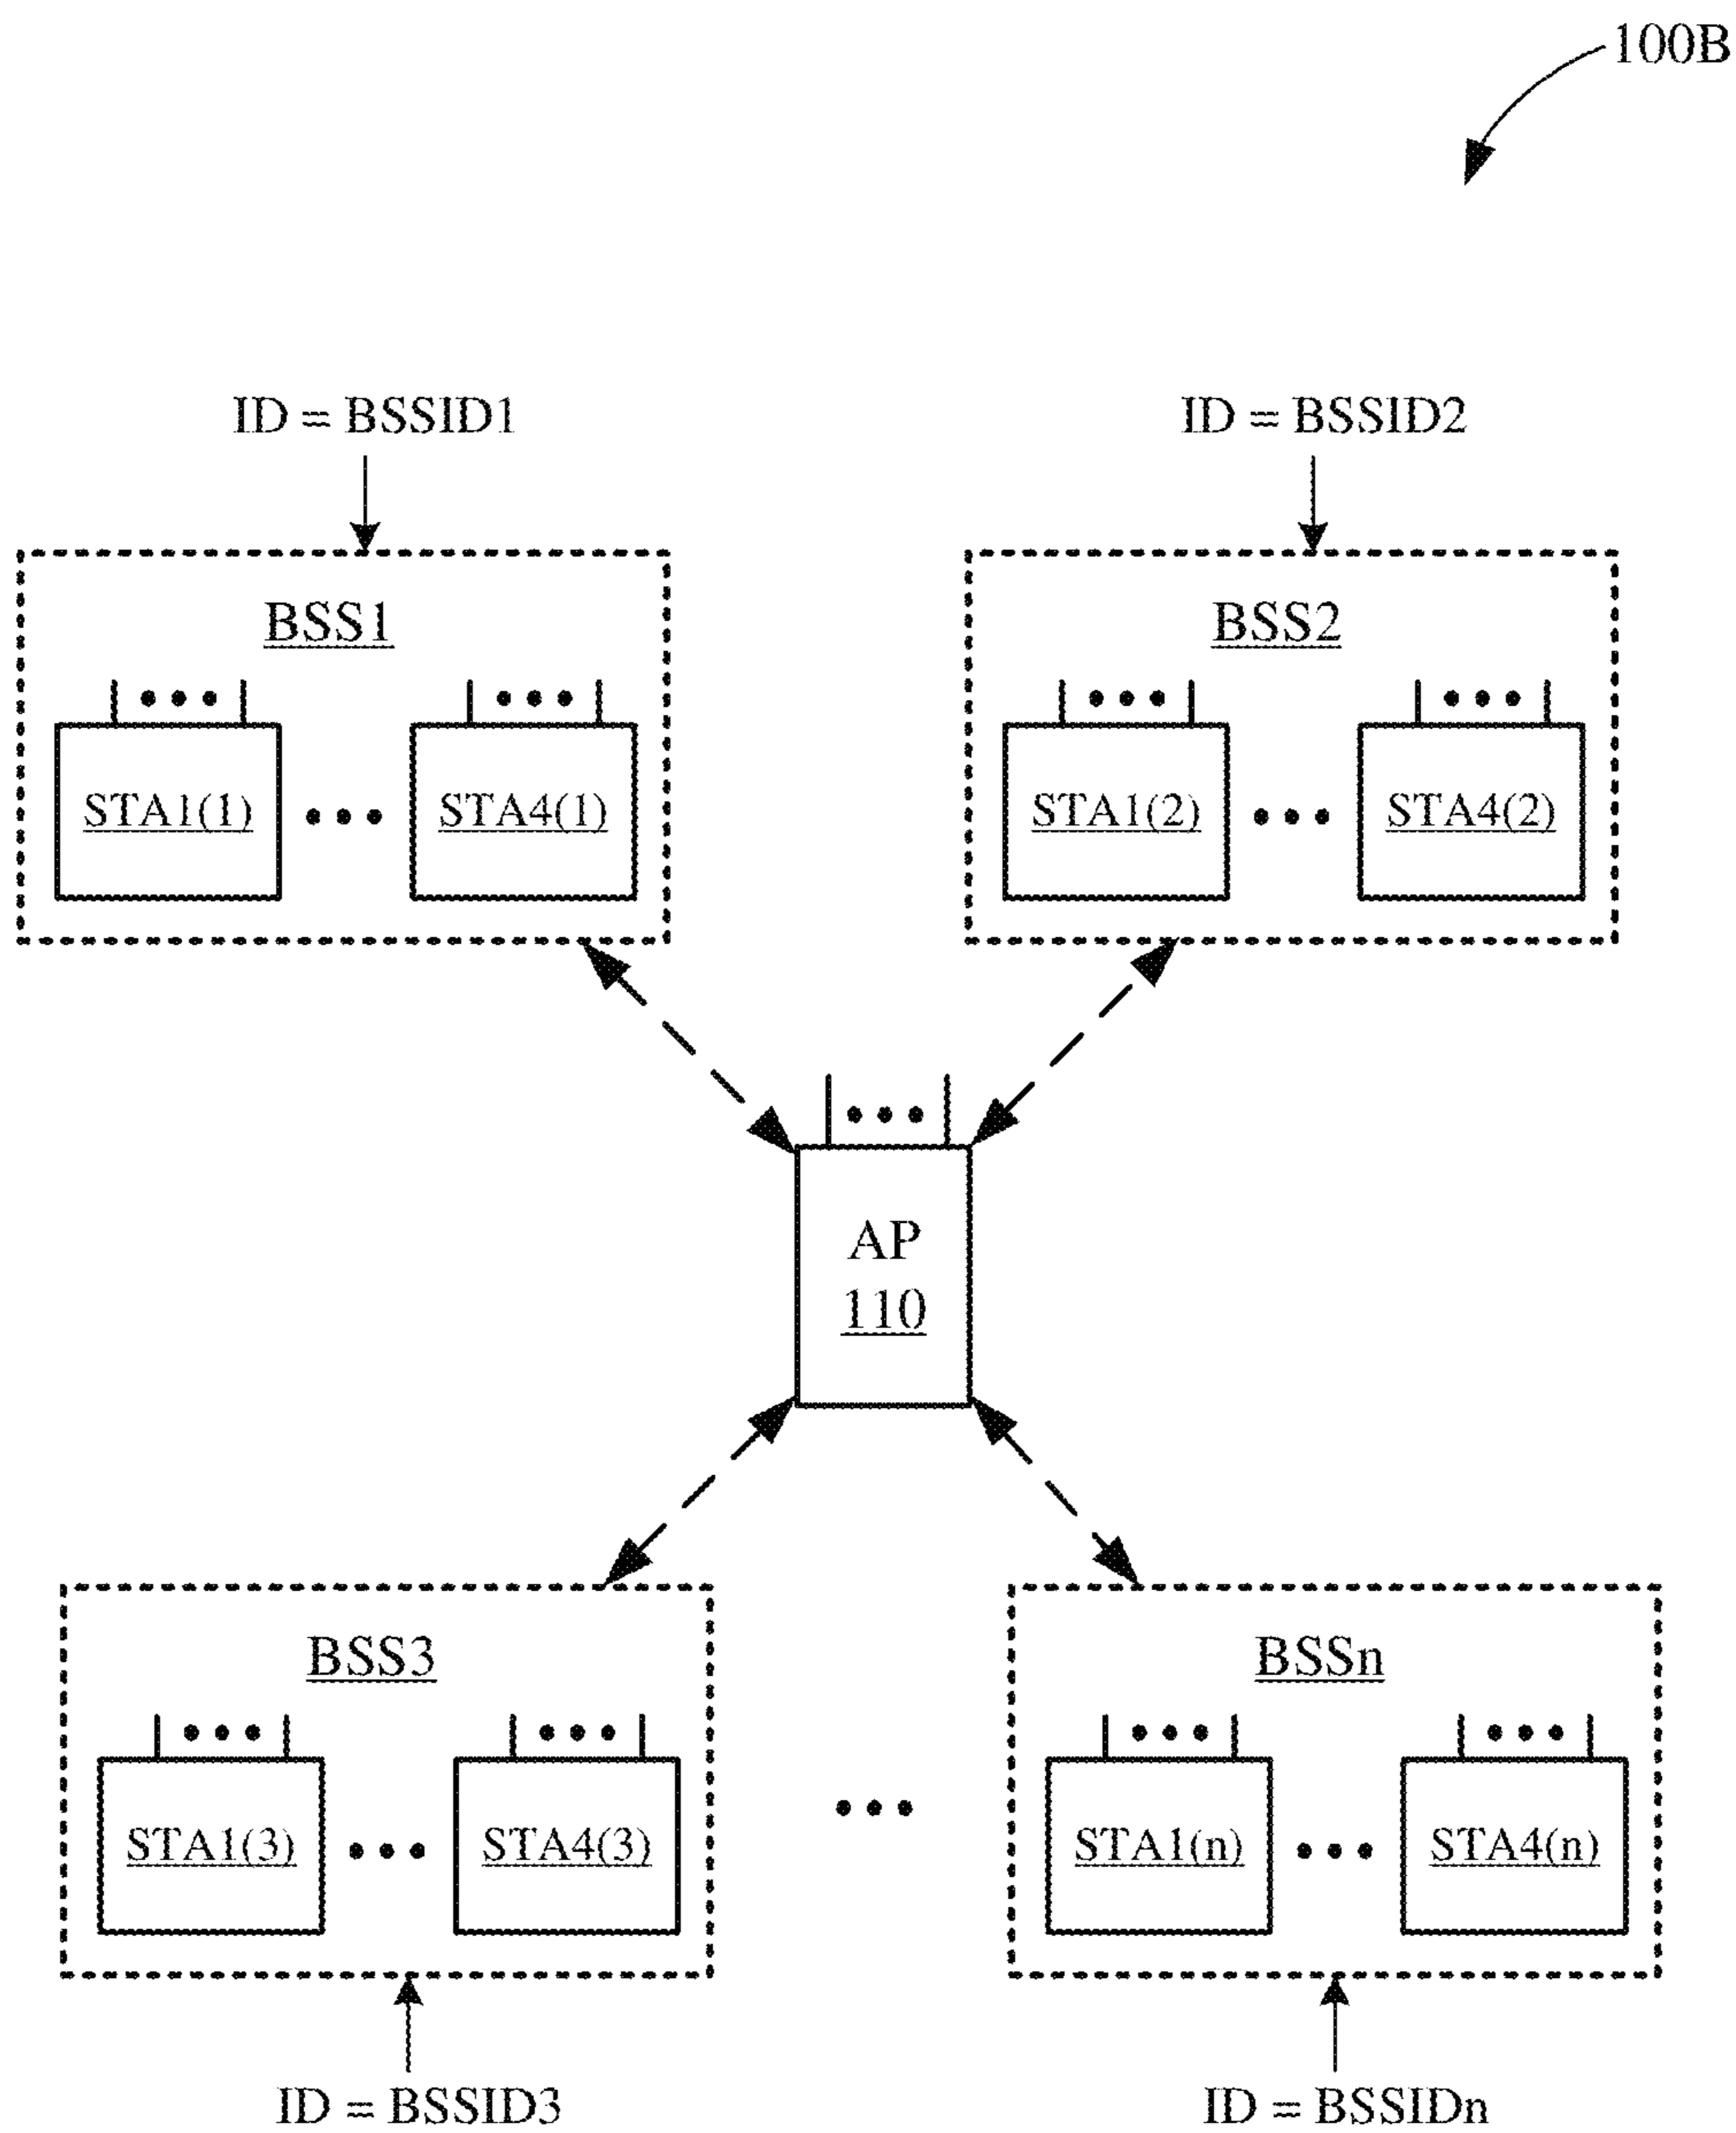 100B
ID = BSSID1
ID = BSSID2
BSS1
BSS2
STA1(1)
STA4(1)
STA1(2)
STA4(2)
AP
110
BSS3
BSSn
STA1(3)
STA4(3)
STA1(n)
STA4(n)
ID = BSSID3
ID = BSSIDn